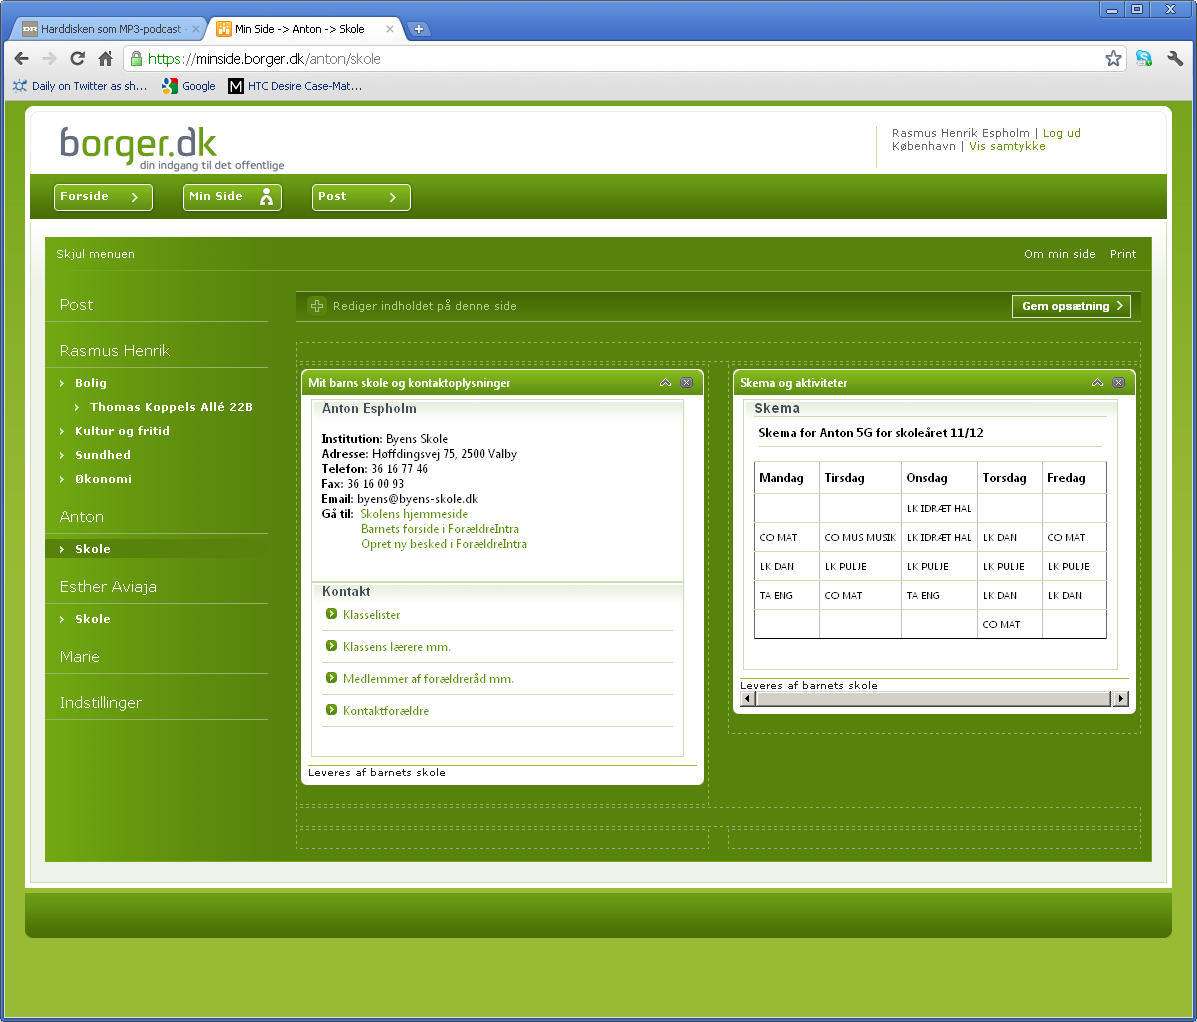 Harddisken som MP3-podcast -
Min Side -> Anton -> Skole
https://minside.borger.dk/anton/skole
Daily on Twitter as sh...
Google
HTC Desire Case-Mat...
borger.dk
din indgang til det offentlige
Rasmus Henrik Espholm | Log ud
København | Vis samtykke
Forside
Min Side
Post
Skjul menuen
Om min side
Print
Post
Rasmus Henrik
Bolig
Thomas Koppels Allé 22B
Kultur og fritid
Sundhed
Økonomi
Anton
Skole
Esther Aviaja
Skole
Marie
Indstillinger
Rediger indholdet på denne side
Gem opsætning
Mit barns skole og kontaktoplysninger
Anton Espholm
Institution: Byens Skole
Adresse: Høffdingsvej 75, 2500 Valby
Telefon: 36 16 77 46
Fax: 36 16 00 93
Email: byens@byens-skole.dk
Gå til: Skolens hjemmeside
Barnets forside i ForældreIntra
Opret ny besked i ForældreIntra
Kontakt
Klasselister
Klassens lærere mm.
Medlemmer af forældreråd mm.
Kontaktforældre
Leveres af barnets skole
Skema og aktiviteter
Skema
Skema for Anton 5G for skoleåret 11/12
Mandag Tirsdag Onsdag Torsdag Fredag
LK IDRÆT HAL
CO MAT CO MUS MUSIK LK IDRÆT HAL LK DAN CO MAT
LK DAN LK PULJE LK PULJE LK PULJE LK PULJE
TA ENG CO MAT TA ENG LK DAN LK DAN
CO MAT
Leveres af barnets skole